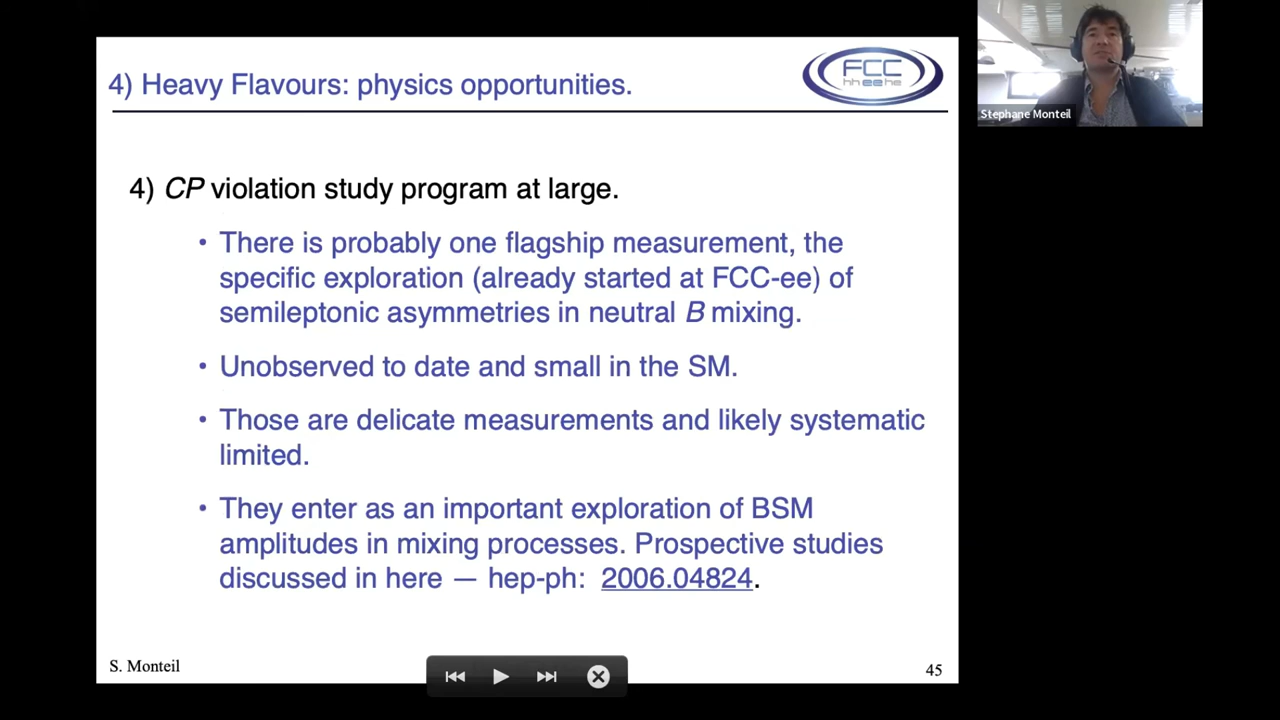 4) Heavy Flavours: physics opportunities.
FCC
hh ee he
Stephane Monteil
4) CP violation study program at large.
• There is probably one flagship measurement, the
specific exploration (already started at FCC-ee) of
semileptonic asymmetries in neutral B mixing.
• Unobserved to date and small in the SM.
• Those are delicate measurements and likely systematic
limited.
• They enter as an important exploration of BSM
amplitudes in mixing processes. Prospective studies
discussed in here — hep-ph: 2006.04824.
S. Monteil
45